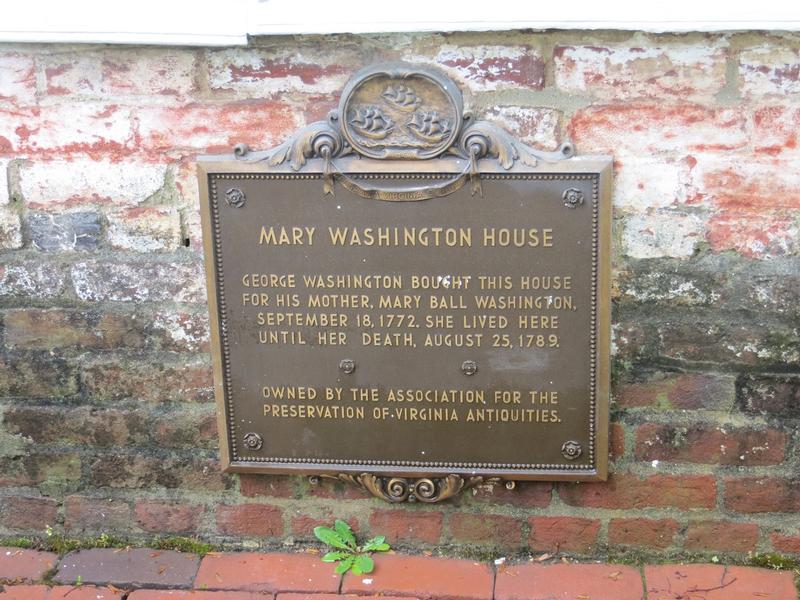 MARY WASHINGTON HOUSE
GEORGE WASHINGTON BOUGHT THIS HOUSE
FOR HIS MOTHER, MARY BALL WASHINGTON,
SEPTEMBER 18, 1772. SHE LIVED HERE
UNTIL HER DEATH, AUGUST 25, 1789.
OWNED BY THE ASSOCIATION FOR THE
PRESERVATION OF VIRGINIA ANTIQUITIES.